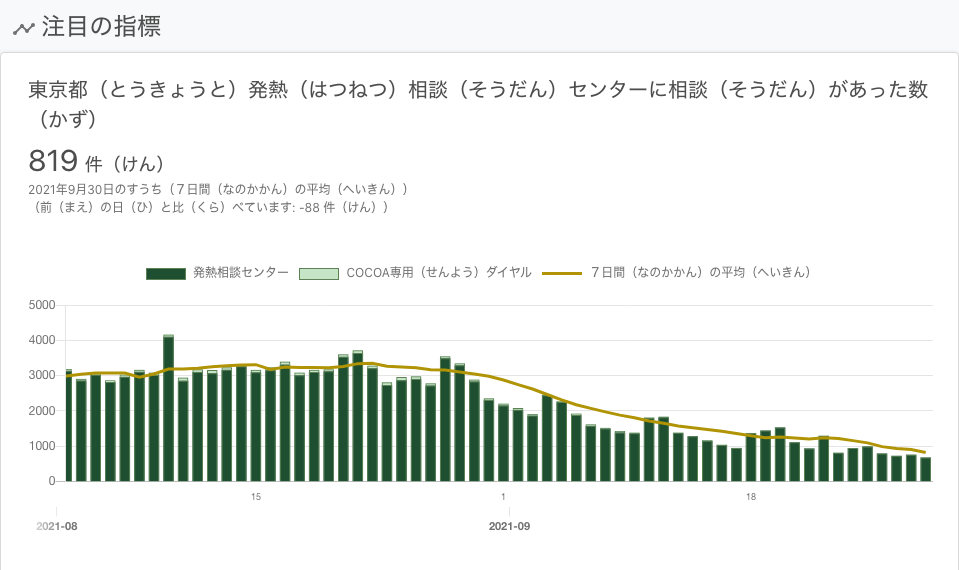 注目の指標
東京都（とうきょうと）発熱（はつねつ）相談（そうだん）センターに相談（そうだん）があった数
（かず）
819 件（けん）
2021年9月30日のすうち（７日間（なのかかん）の平均（へいきん））
（前（まえ）の日（ひ）と比（くら）べています: -88 件（けん））
発熱相談センター COCOA専用（せんよう）ダイヤル ７日間（なのかかん）の平均（へいきん）
5000
4000
3000
2000
1000
0
15 1 18
2021-08 2021-09